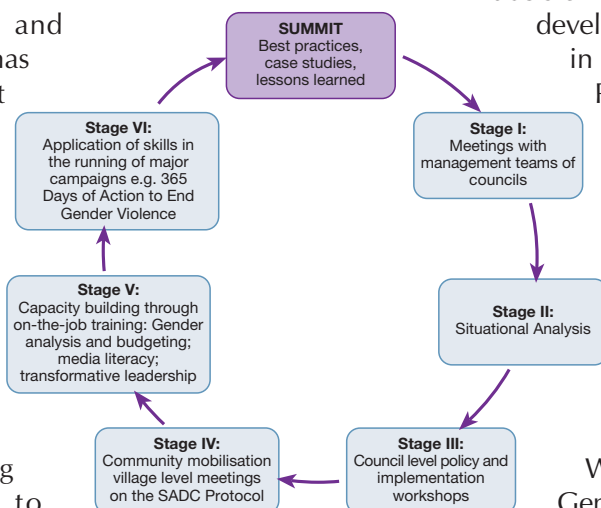 SUMMIT
Best practices,
case studies,
lessons learned
Stage I:
Meetings with
management teams of
councils
Stage II:
Situational Analysis
Stage III:
Council level policy and
implementation
workshops
Stage IV:
Community mobilisation
village level meetings
on the SADC Protocol
Stage V:
Capacity building through
on-the-job training: Gender
analysis and budgeting;
media literacy;
transformative leadership
Stage VI:
Application of skills in
the running of major
campaigns e.g. 365
Days of Action to End
Gender Violence
and
to
develo
in